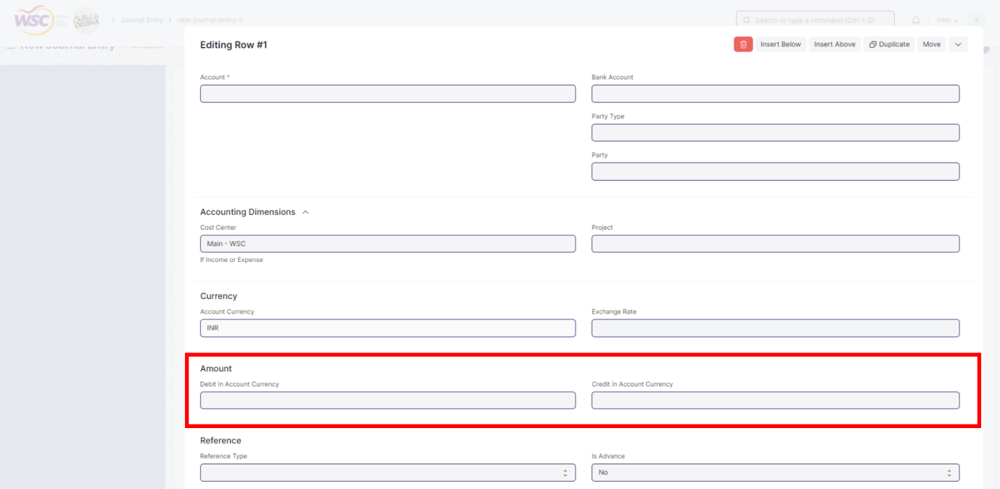 WSC
Skilled in
ODISHA
Journal Entry
new-journal-entry-1
Search or type a command (Ctrl + G)
Help
A
New Journal Entry
Editing Row #1
Insert Below
Insert Above
Duplicate
Move
Account *
Bank Account
Party Type
Party
Accounting Dimensions
Cost Center
Project
Main - WSC
If Income or Expense
Currency
Account Currency
Exchange Rate
INR
Amount
Debit in Account Currency
Credit in Account Currency
Reference
Reference Type
Is Advance
No